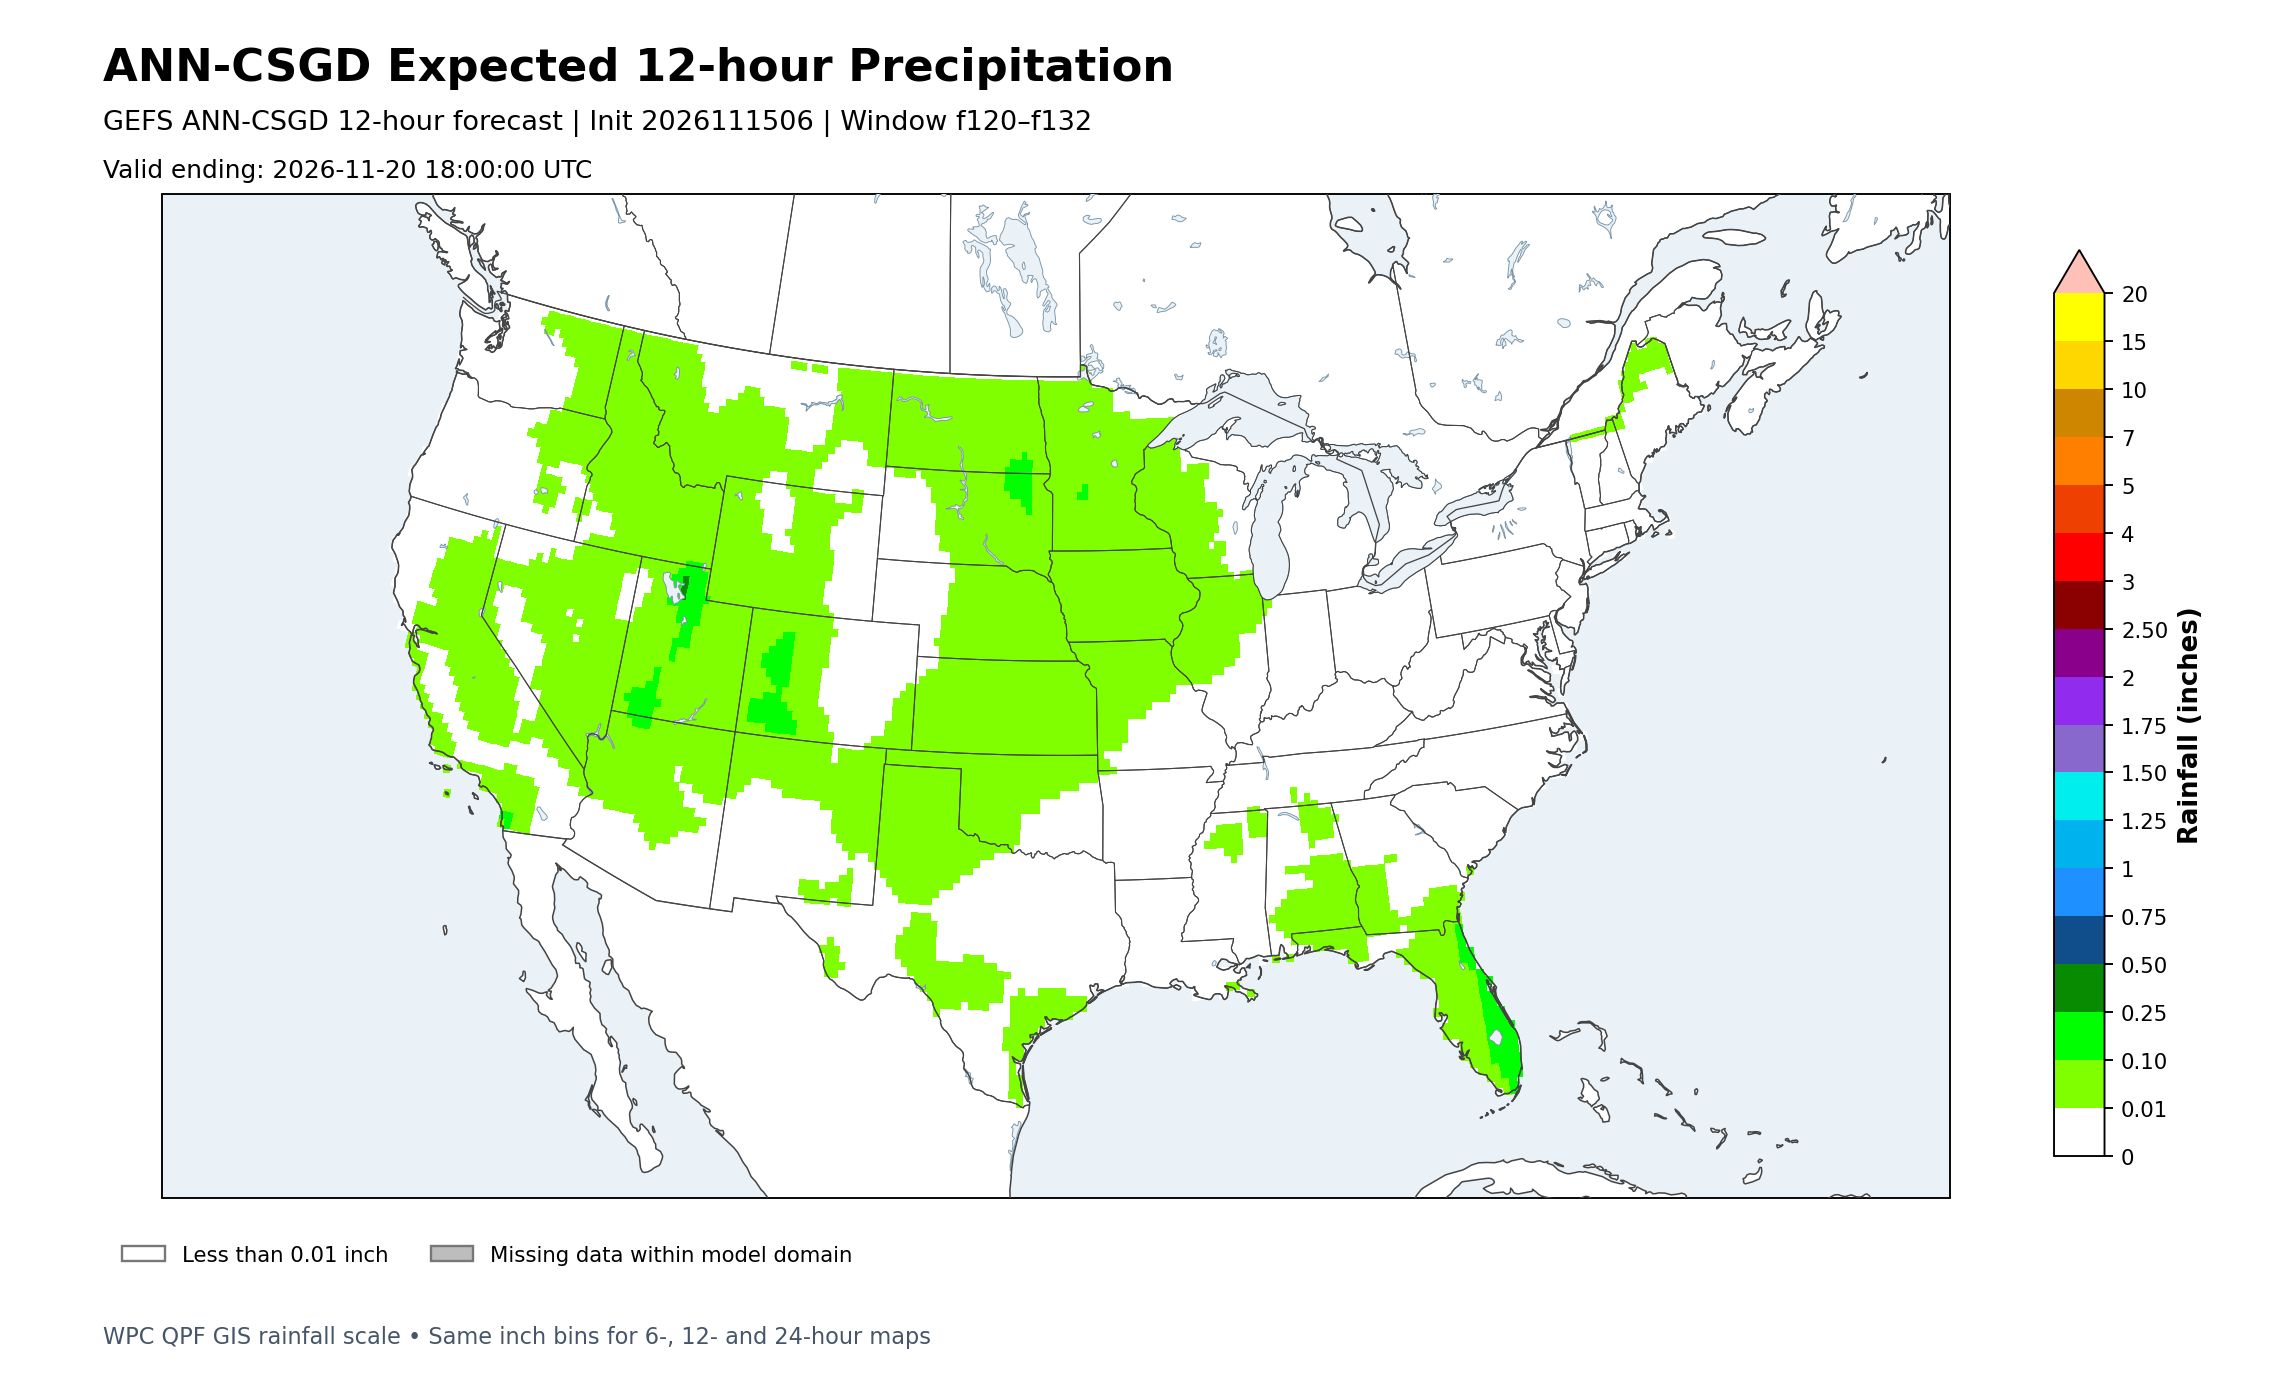 ANN-CSGD Expected 12-hour Precipitation
GEFS ANN-CSGD 12-hour forecast | Init 2026111506 | Window f120–f132
Valid ending: 2026-11-20 18:00:00 UTC
20
15
10
7
5
4
3
2.50
2
1.75
1.50
1.25
1
0.75
0.50
0.25
0.10
0.01
0
Rainfall (inches)
Less than 0.01 inch
Missing data within model domain
WPC QPF GIS rainfall scale • Same inch bins for 6-, 12- and 24-hour maps